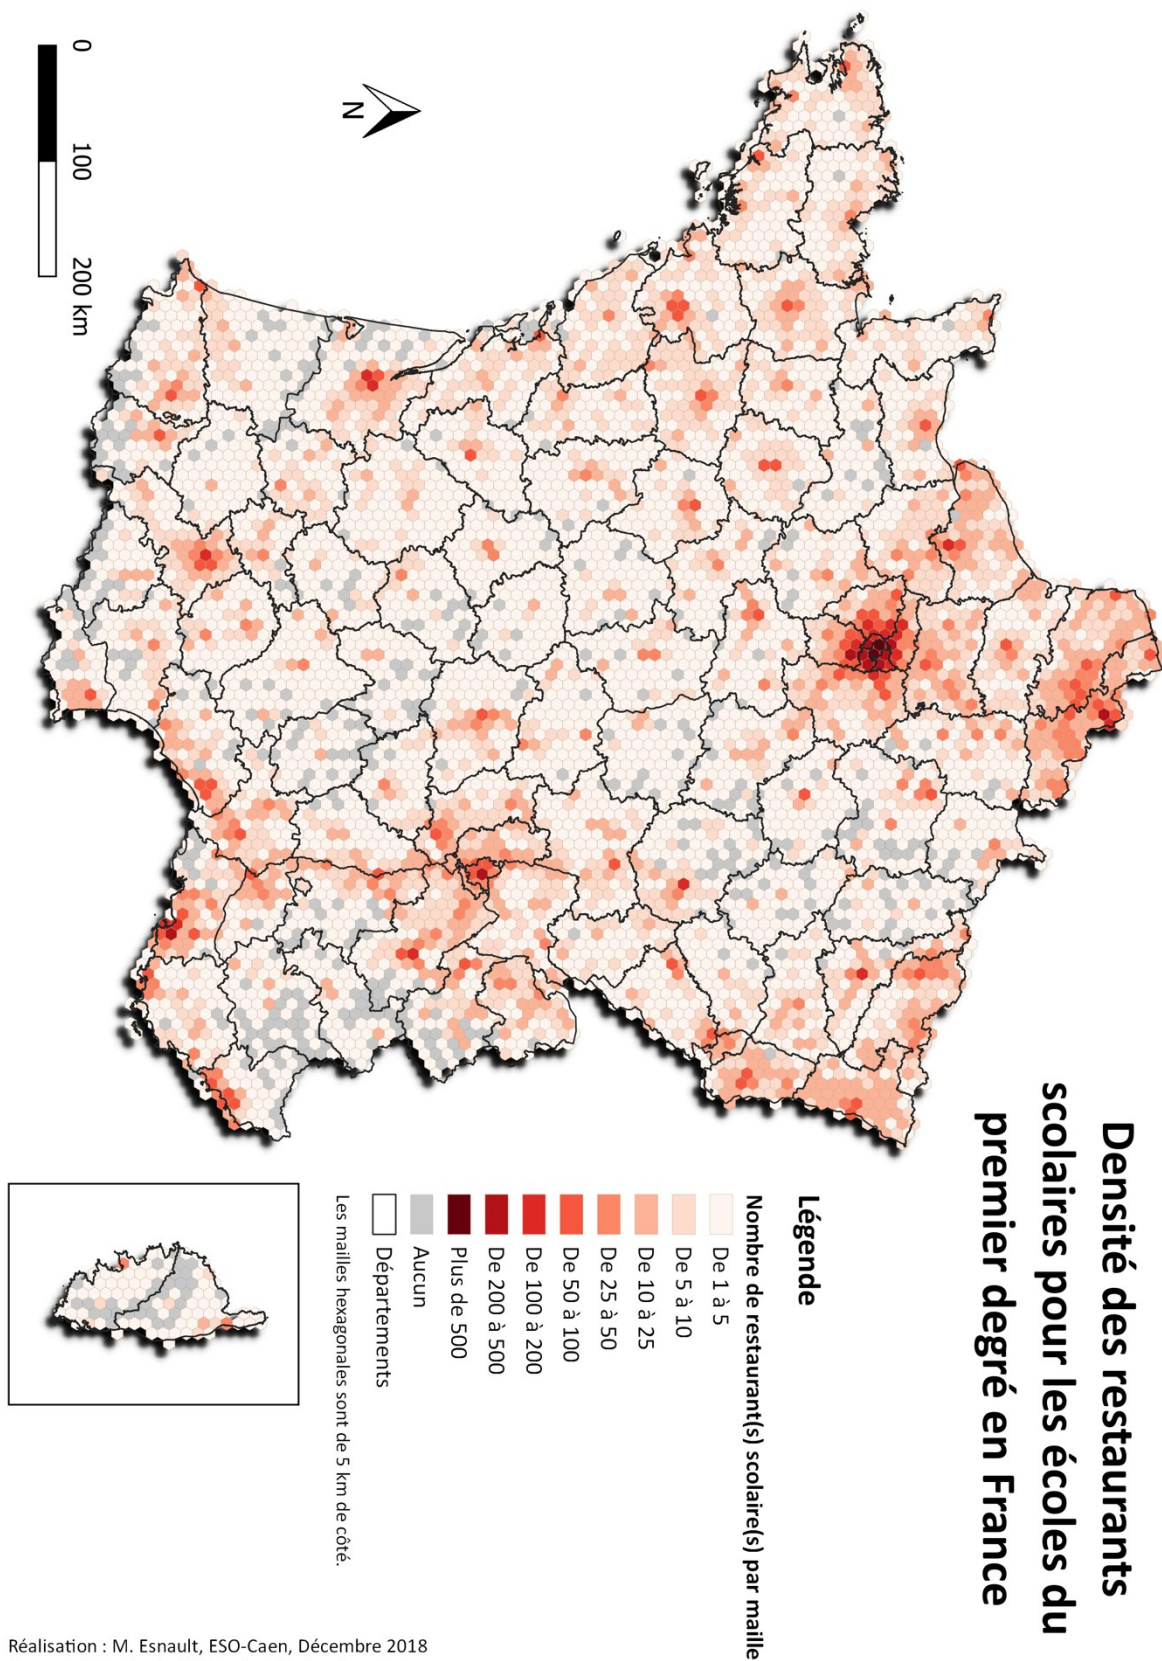 Densité des restaurants
scolaires pour les écoles du
premier degré en France
Légende
Nombre de restaurant(s) scolaire(s) par maille
De 1 à 5
De 5 à 10
De 10 à 25
De 25 à 50
De 50 à 100
De 100 à 200
De 200 à 500
Plus de 500
Aucun
Départements
Les mailles hexagonales sont de 5 km de côté.
N
0 100 200 km
Réalisation : M. Esnault, ESO-Caen, Décembre 2018